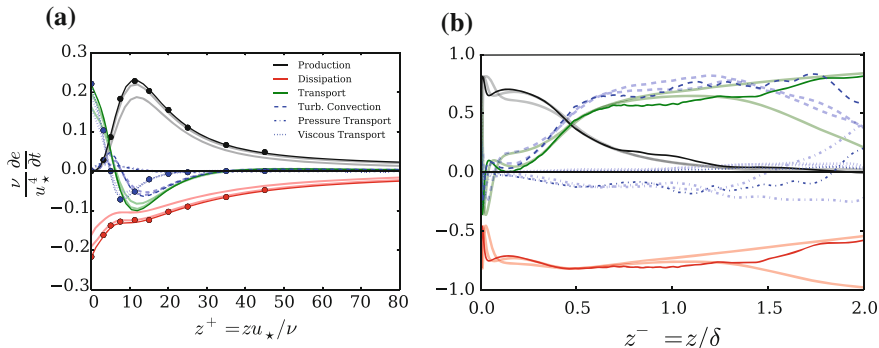 (a)
0.3
0.2
0.1
0.0
−0.1
−0.2
−0.3
ν/u⋆⁴ ∂e/∂t
0 10 20 30 40 50 60 70 80
z⁺ = zu⋆/ν
Production
Dissipation
Transport
Turb. Convection
Pressure Transport
Viscous Transport
(b)
1.0
0.5
0.0
−0.5
−1.0
0.0 0.5 1.0 1.5 2.0
z⁻ = z/δ